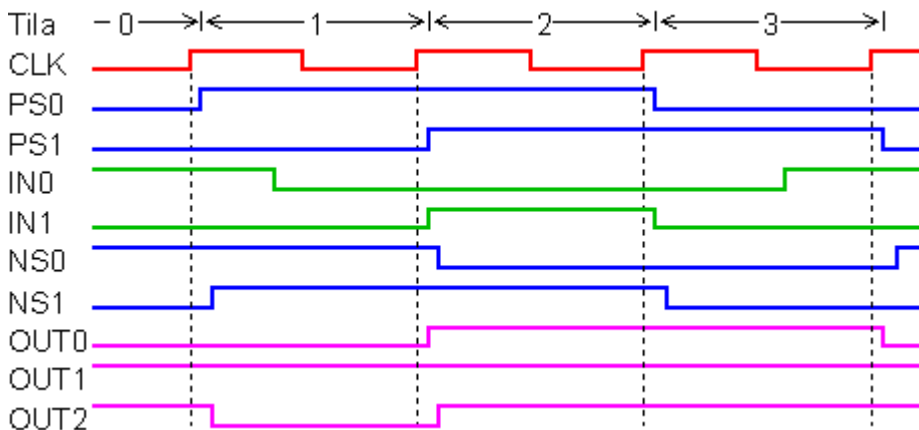 Tila 0 1 2 3
CLK
PS0
PS1
IN0
IN1
NS0
NS1
OUT0
OUT1
OUT2